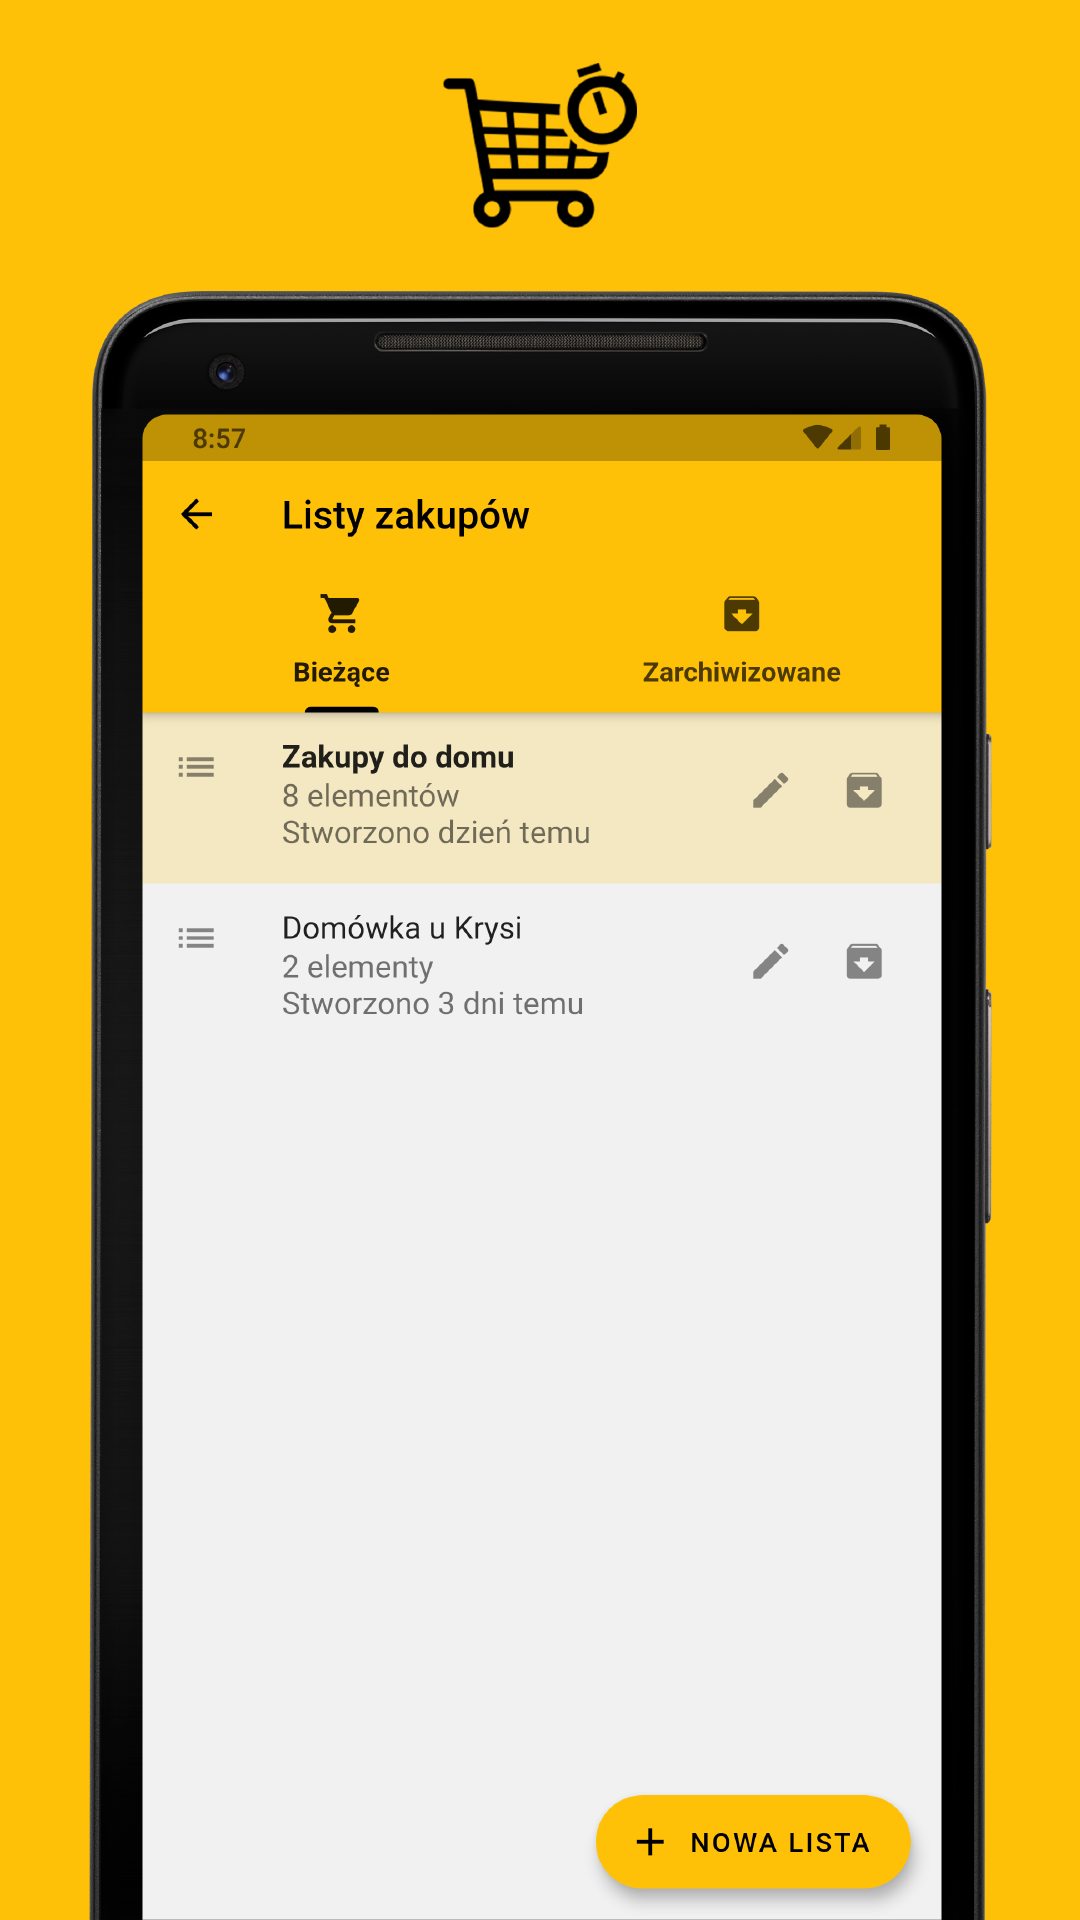 8:57
Listy zakupów
Bieżące
Zarchiwizowane
Zakupy do domu
8 elementów
Stworzono dzień temu
Domówka u Krysi
2 elementy
Stworzono 3 dni temu
NOWA LISTA